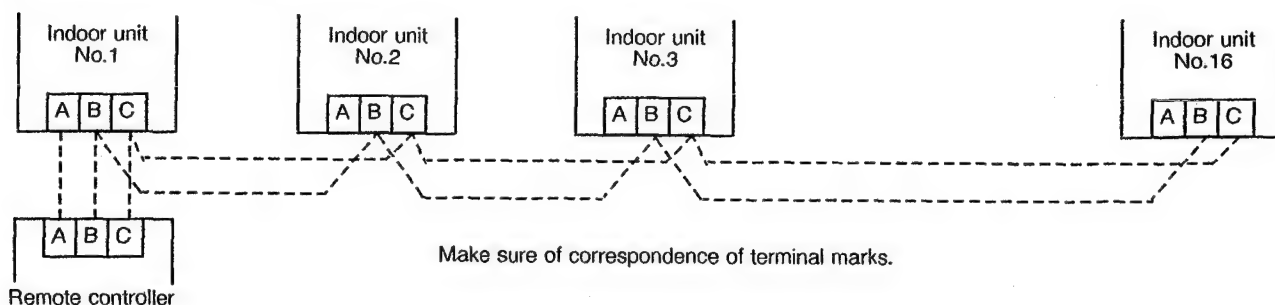 Indoor unit
No.1
A B C
Indoor unit
No.2
A B C
Indoor unit
No.3
A B C
Indoor unit
No.16
A B C
A B C
Remote controller
Make sure of correspondence of terminal marks.